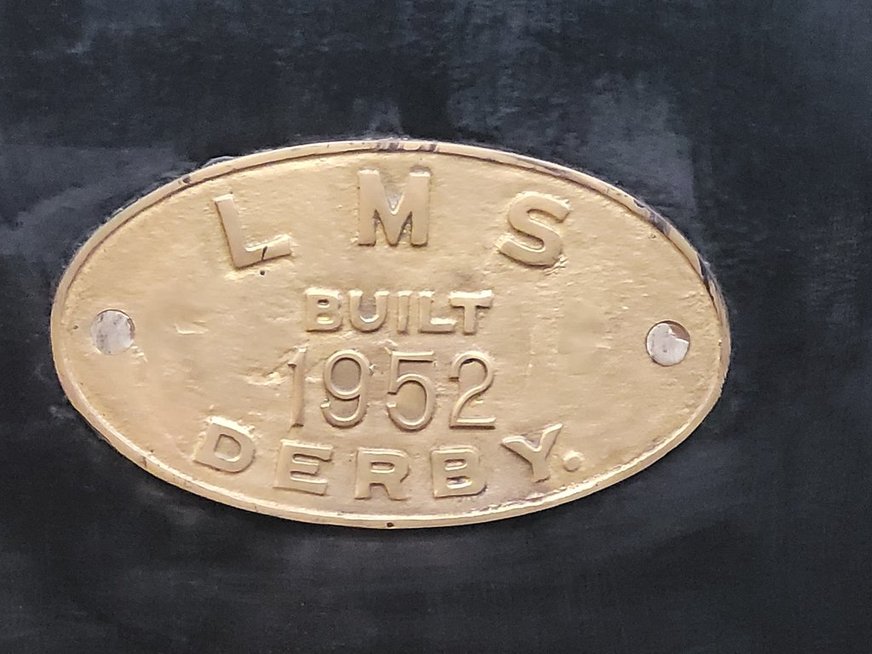 L M S
BUILT
1952
DERBY.